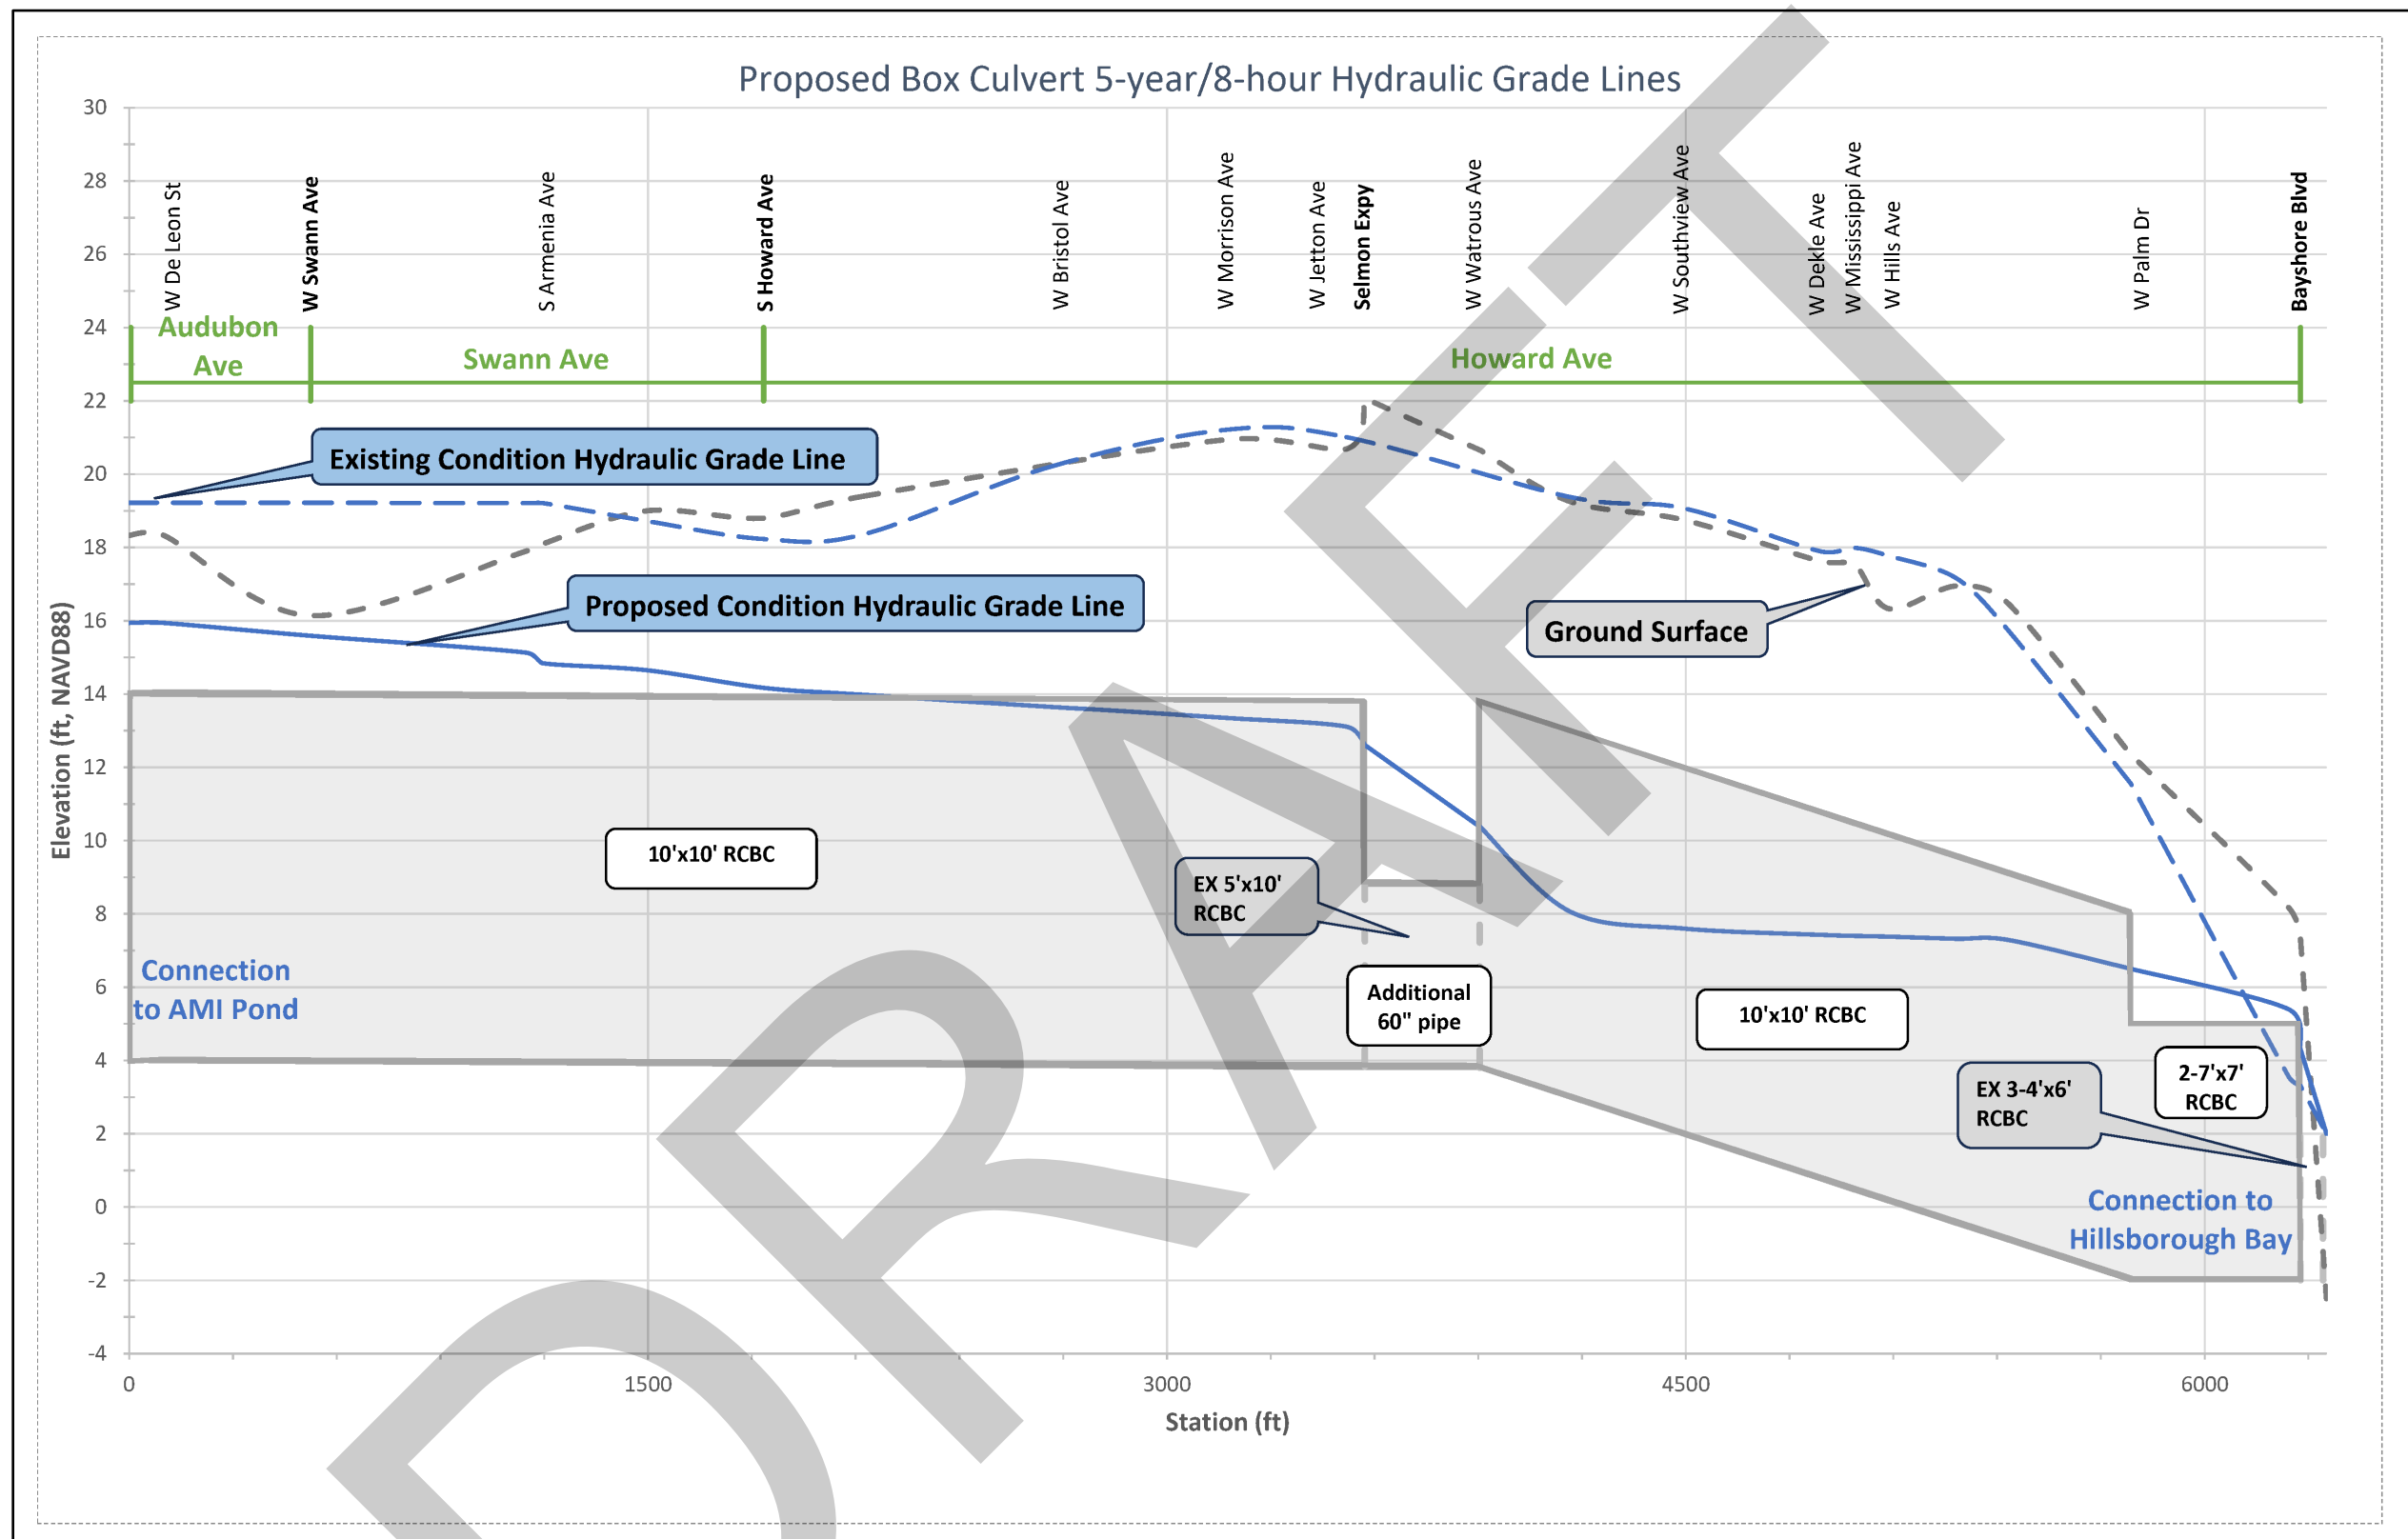 Proposed Box Culvert 5-year/8-hour Hydraulic Grade Lines
30
28
26
24
22
20
18
16
14
12
10
8
6
4
2
0
-2
-4
Elevation (ft, NAVD88)
W De Leon St
W Swann Ave
S Armenia Ave
S Howard Ave
W Bristol Ave
W Morrison Ave
W Jetton Ave
Selmon Expy
W Watrous Ave
W Southview Ave
W Dekle Ave
W Mississippi Ave
W Hills Ave
W Palm Dr
Bayshore Blvd
Audubon
Ave
Swann Ave
Howard Ave
Existing Condition Hydraulic Grade Line
Proposed Condition Hydraulic Grade Line
Ground Surface
10'x10' RCBC
EX 5'x10'
RCBC
Additional
60" pipe
10'x10' RCBC
EX 3-4'x6'
RCBC
2-7'x7'
RCBC
Connection
to AMI Pond
Connection to
Hillsborough Bay
0
1500
3000
4500
6000
Station (ft)
DRAFT